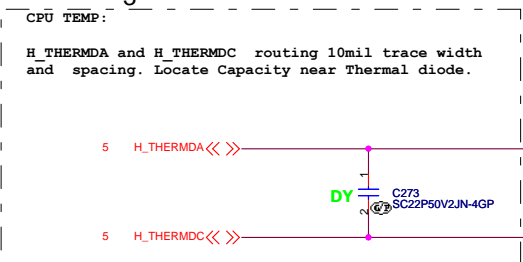 CPU TEMP:
H_THERMDA and H_THERMDC routing 10mil trace width
and spacing. Locate Capacity near Thermal diode.
5 H_THERMDA
1
DY C273
SC22P50V2JN-4GP
2 G/P
5 H_THERMDC